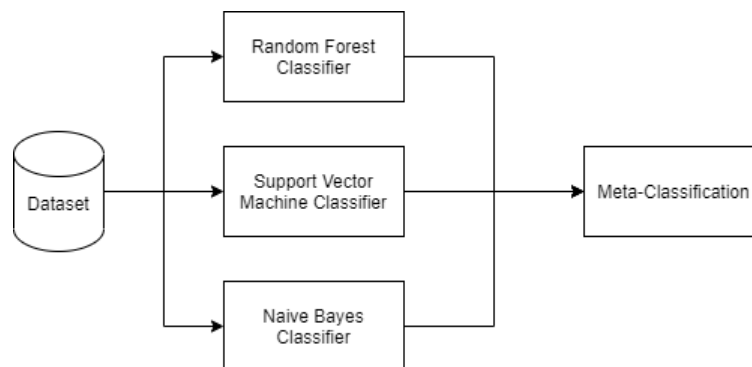 Random Forest
Classifier
Dataset
Support Vector
Machine Classifier
Meta-Classification
Naive Bayes
Classifier